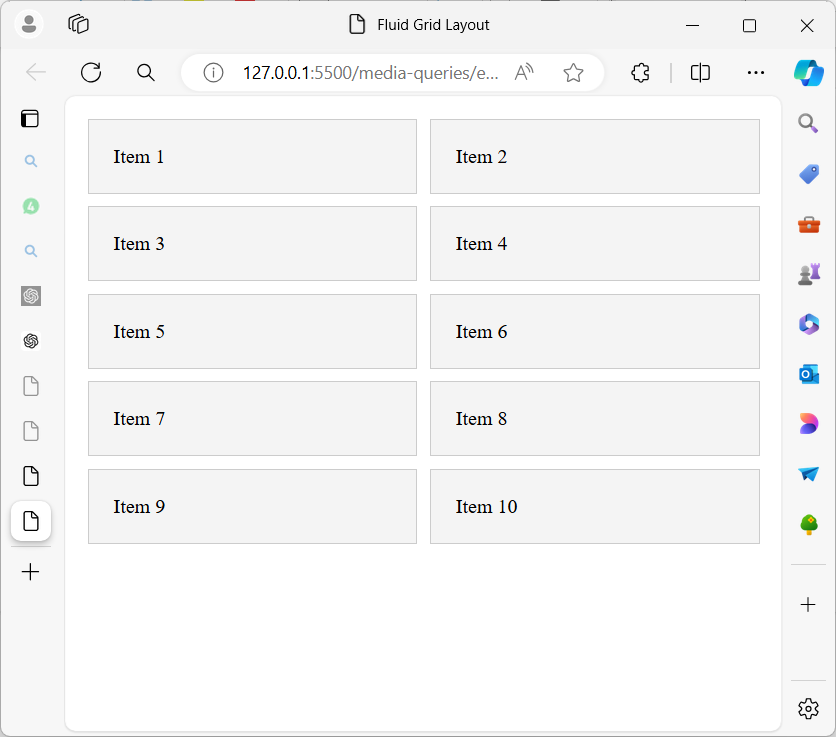 Fluid Grid Layout
127.0.0.1:5500/media-queries/e...
Item 1
Item 2
Item 3
Item 4
Item 5
Item 6
Item 7
Item 8
Item 9
Item 10